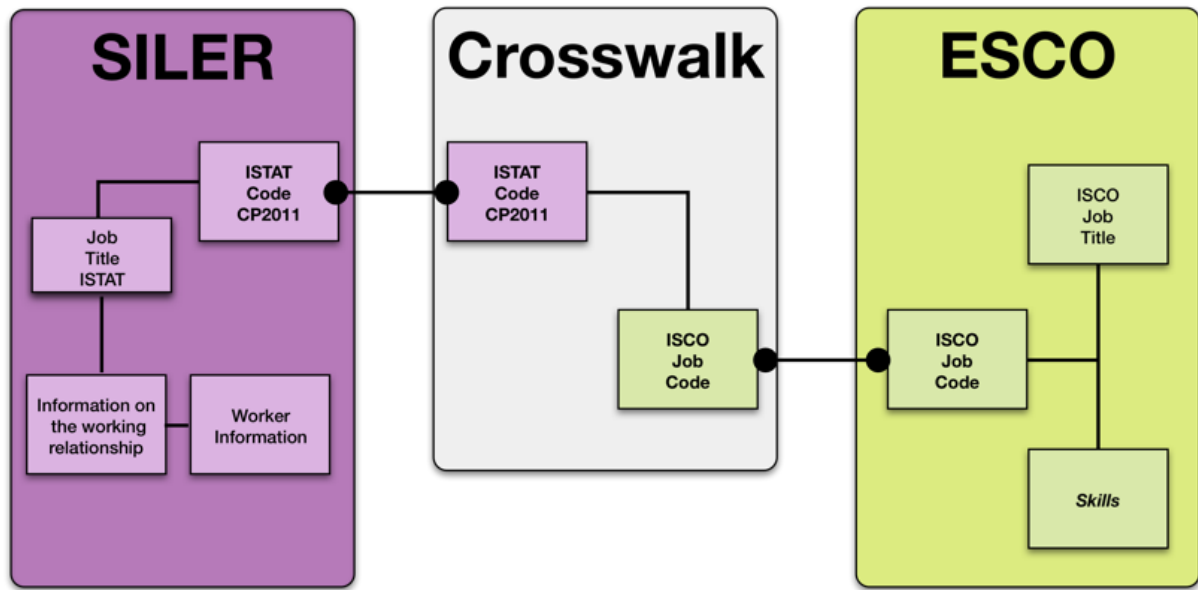 SILER
ISTAT
Code
CP2011
Job
Title
ISTAT
Information on
the working
relationship
Worker
Information
Crosswalk
ISTAT
Code
CP2011
ISCO
Job
Code
ESCO
ISCO
Job
Title
ISCO
Job
Code
Skills